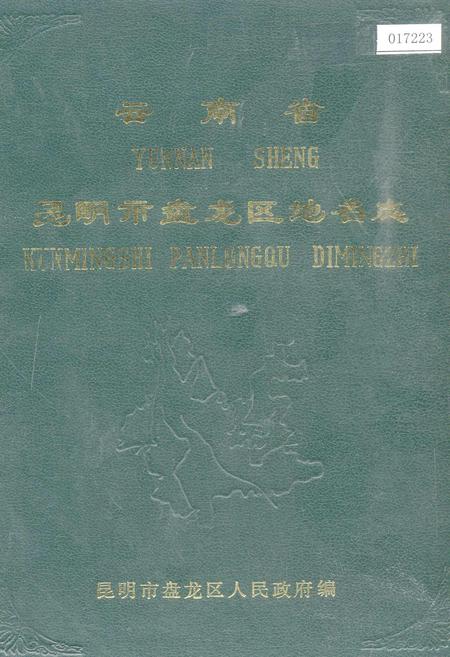 017223
云南省
YUNNAN SHENG
昆明市盘龙区地名志
KUNMINGSHI PANLONGQU DIMINGZHI
昆明市盘龙区人民政府编